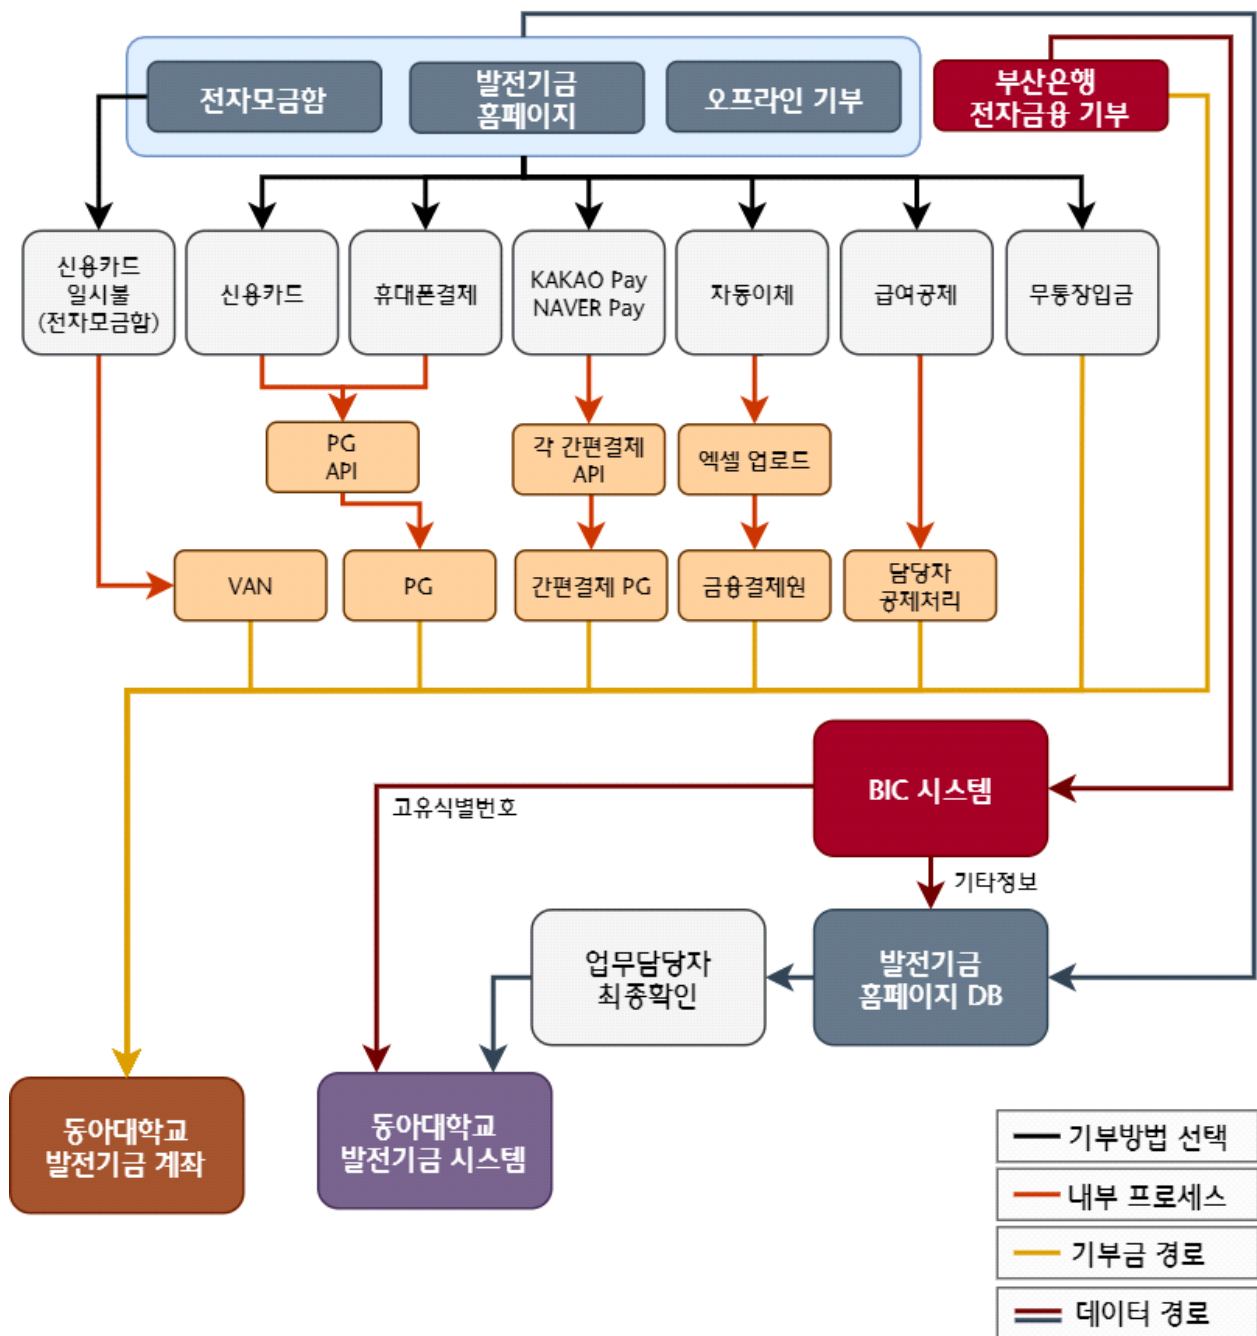 전자모금함
발전기금
홈페이지
오프라인 기부
부산은행
전자금융 기부
신용카드
일시불
(전자모금함)
신용카드
휴대폰결제
KAKAO Pay
NAVER Pay
자동이체
급여공제
무통장입금
PG
API
각 간편결제
API
엑셀 업로드
VAN
PG
간편결제 PG
금융결제원
담당자
공제처리
BIC 시스템
고유식별번호
기타정보
업무담당자
최종확인
발전기금
홈페이지 DB
동아대학교
발전기금 계좌
동아대학교
발전기금 시스템
기부방법 선택
내부 프로세스
기부금 경로
데이터 경로